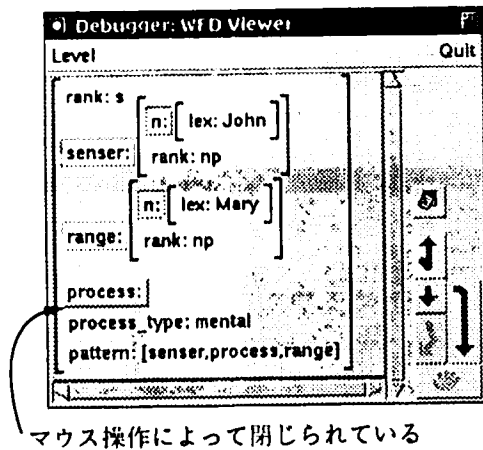 Debugger: WFD Viewer
Level Quit
rank: s
n: lex: John
senser: rank: np
n: lex: Mary
range: rank: np
process:
process_type: mental
pattern: [senser,process,range]
マウス操作によって閉じられている